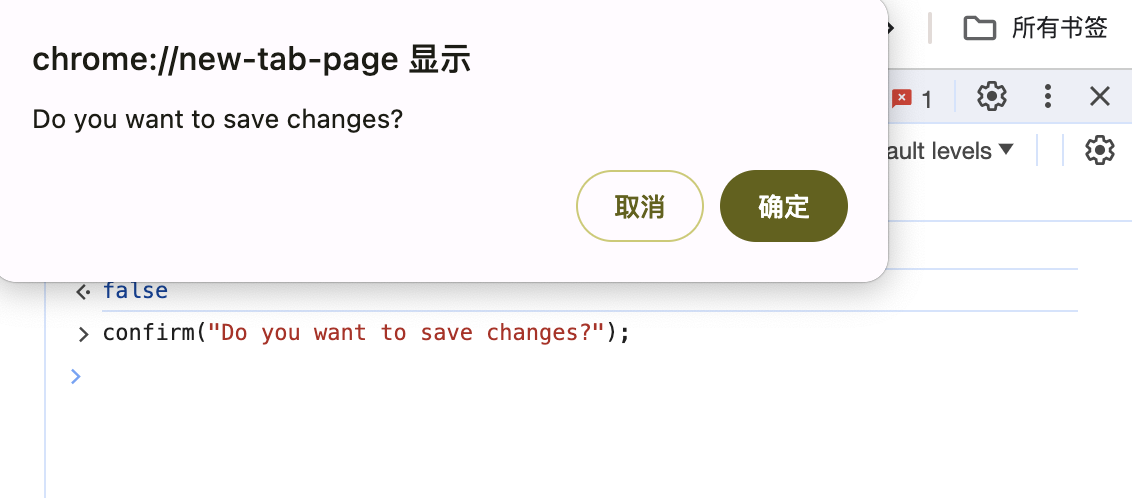 chrome://new-tab-page 显示
Do you want to save changes?
取消 确定
所有书签
1
ault levels
false
confirm("Do you want to save changes?");